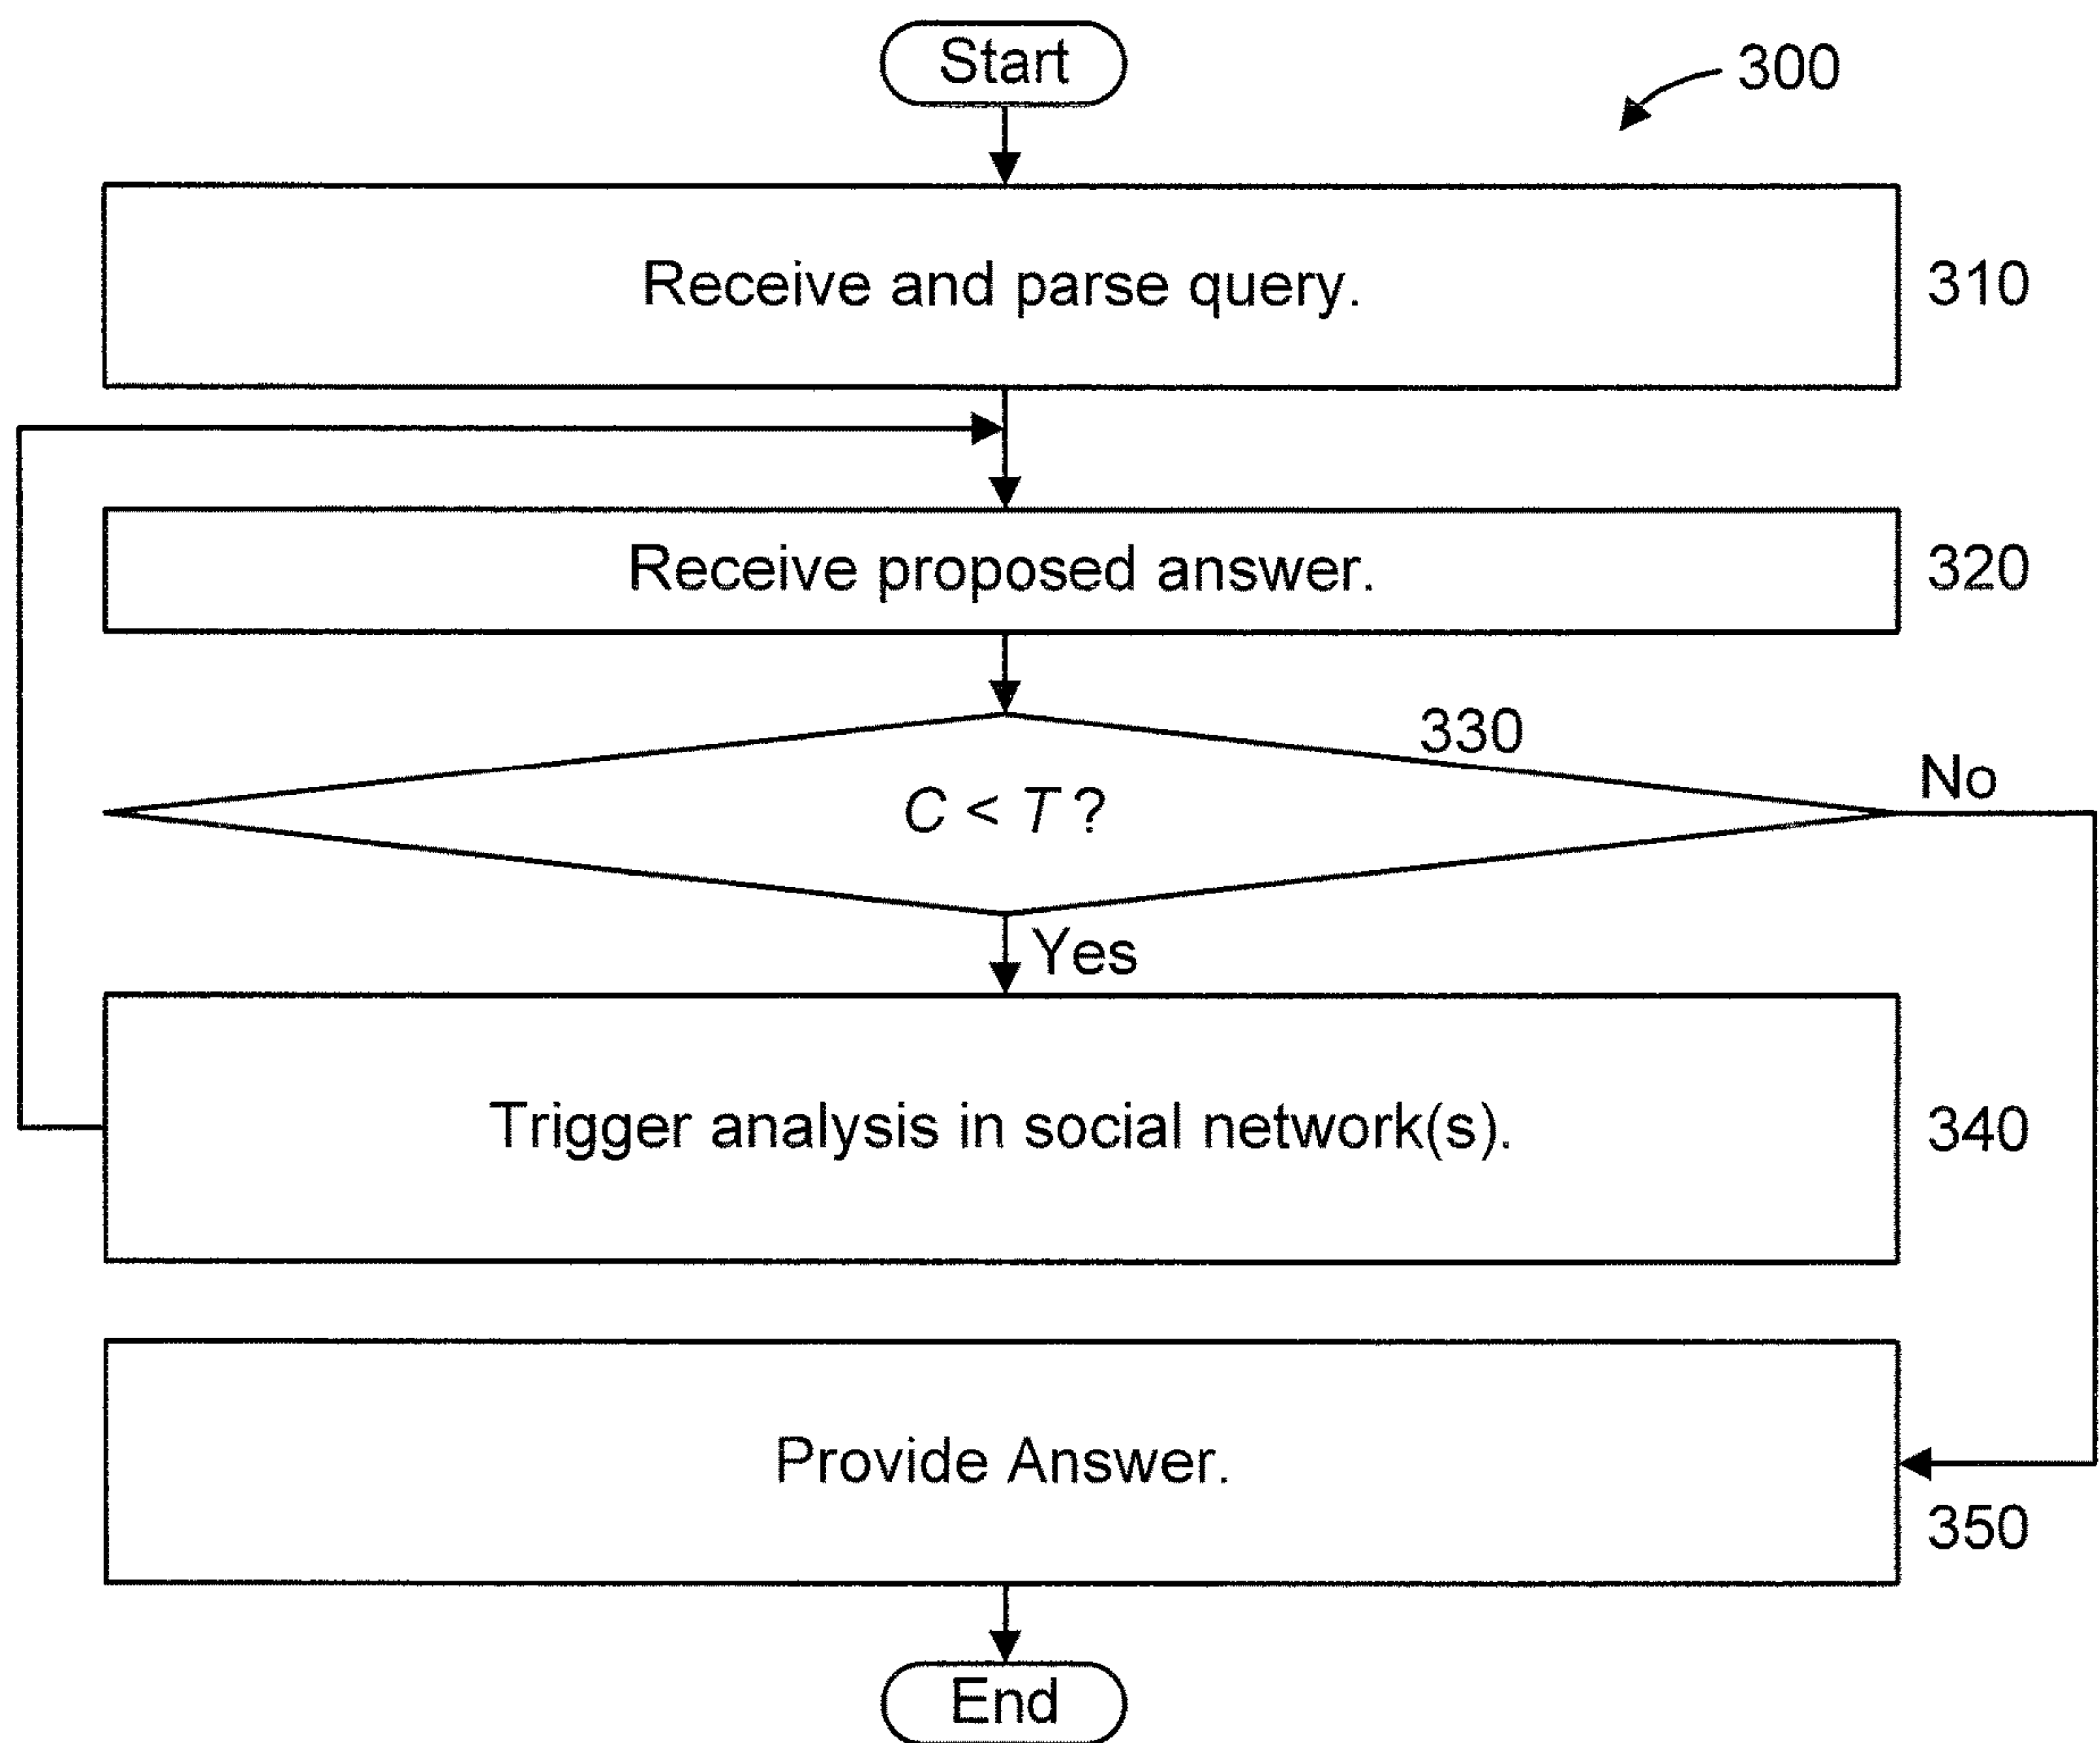 Start
300
Receive and parse query.
310
Receive proposed answer.
320
330
No
C < T ?
Yes
Trigger analysis in social network(s).
340
Provide Answer.
350
End